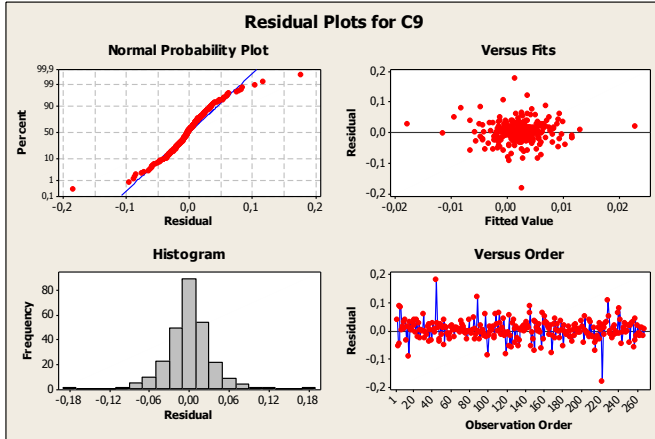 Residual Plots for C9
Normal Probability Plot
Percent
99,9
99
90
50
10
1
0,1
-0,2 -0,1 0,0 0,1 0,2
Residual
Versus Fits
Residual
0,2
0,1
0,0
-0,1
-0,2
-0,02 -0,01 0,00 0,01 0,02
Fitted Value
Histogram
Frequency
80
60
40
20
0
-0,18 -0,12 -0,06 0,00 0,06 0,12 0,18
Residual
Versus Order
Residual
0,2
0,1
0,0
-0,1
-0,2
1 20 40 60 80 100 120 140 160 180 200 220 240 260
Observation Order